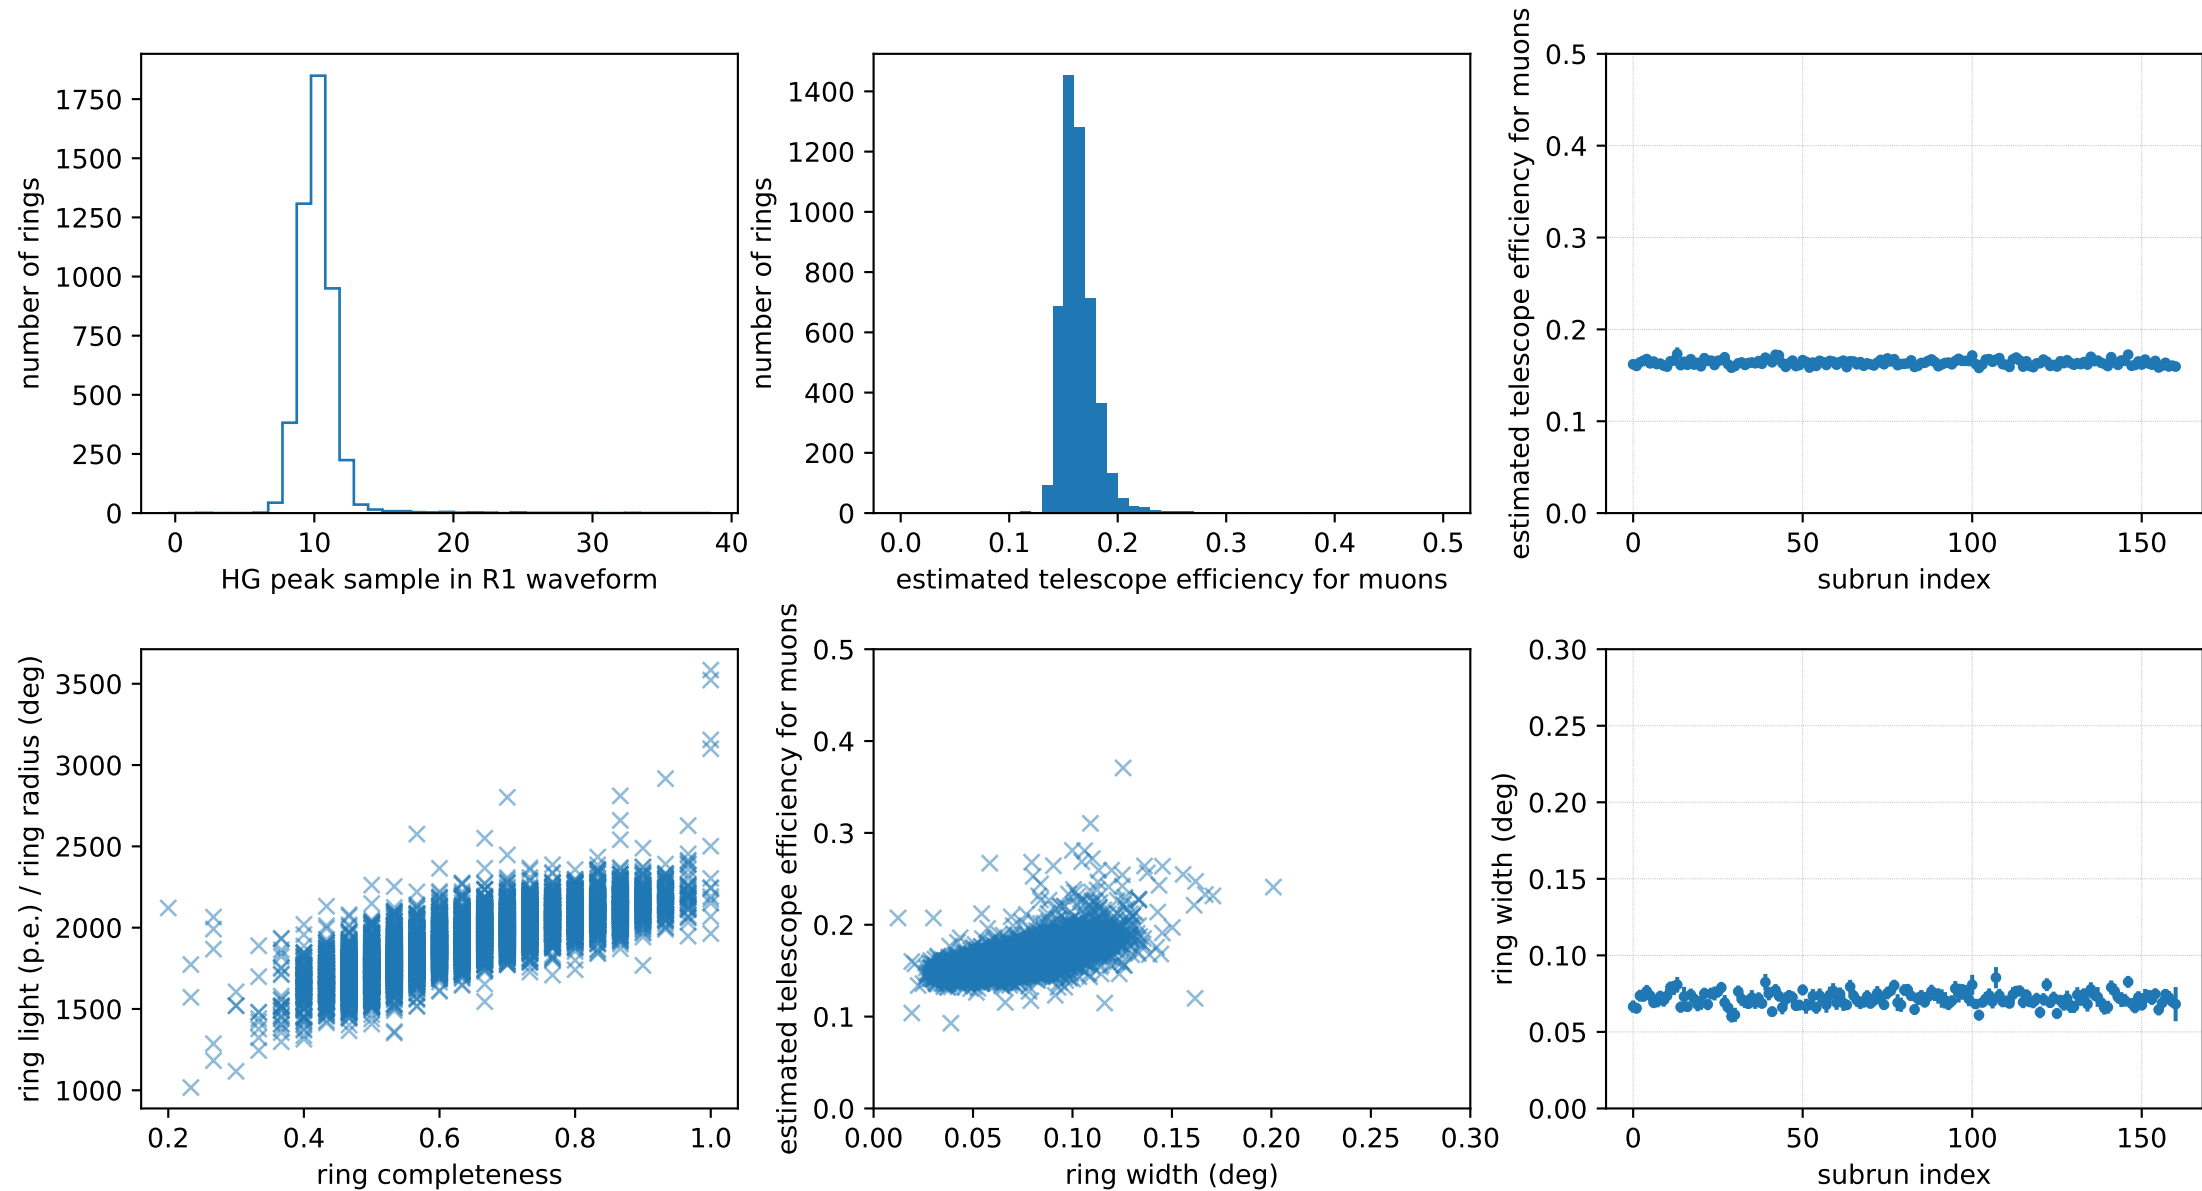 number of rings
1750
1500
1250
1000
750
500
250
0
0 10 20 30 40
HG peak sample in R1 waveform
number of rings
1400
1200
1000
800
600
400
200
0
0.0 0.1 0.2 0.3 0.4 0.5
estimated telescope efficiency for muons
estimated telescope efficiency for muons
0.5
0.4
0.3
0.2
0.1
0.0
0 50 100 150
subrun index
ring light (p.e.) / ring radius (deg)
3500
3000
2500
2000
1500
1000
0.2 0.4 0.6 0.8 1.0
ring completeness
estimated telescope efficiency for muons
0.5
0.4
0.3
0.2
0.1
0.0
0.00 0.05 0.10 0.15 0.20 0.25 0.30
ring width (deg)
ring width (deg)
0.30
0.25
0.20
0.15
0.10
0.05
0.00
0 50 100 150
subrun index